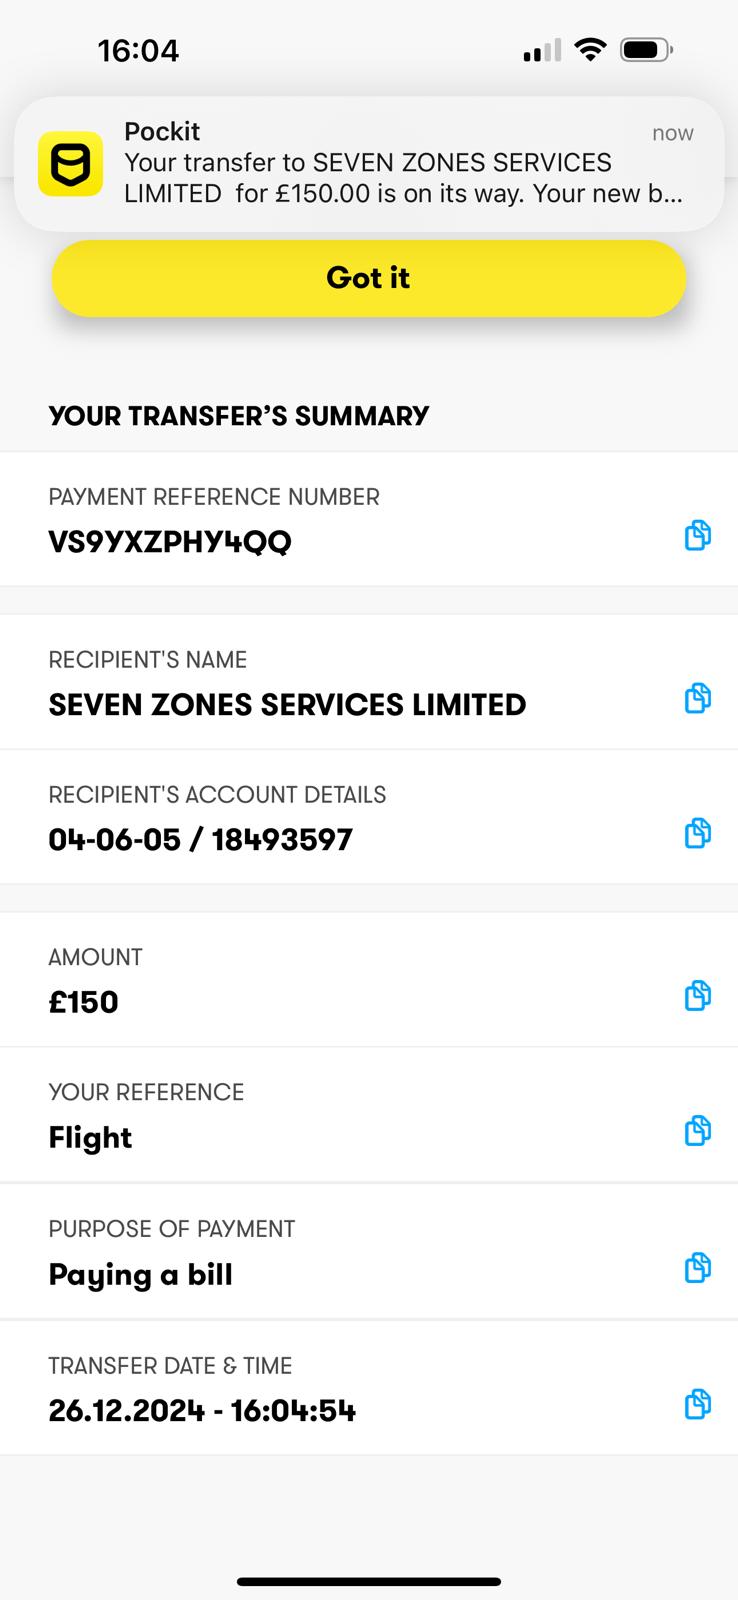 16:04
Pockit
now
Your transfer to SEVEN ZONES SERVICES
LIMITED for £150.00 is on its way. Your new b...
Got it
YOUR TRANSFER’S SUMMARY
PAYMENT REFERENCE NUMBER
VS9YXZPHY4QQ
RECIPIENT'S NAME
SEVEN ZONES SERVICES LIMITED
RECIPIENT'S ACCOUNT DETAILS
04-06-05 / 18493597
AMOUNT
£150
YOUR REFERENCE
Flight
PURPOSE OF PAYMENT
Paying a bill
TRANSFER DATE & TIME
26.12.2024 - 16:04:54